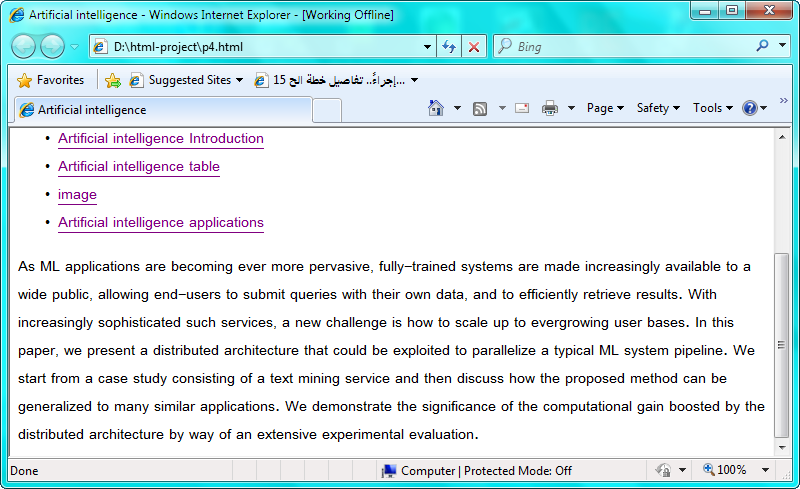 Artificial intelligence - Windows Internet Explorer - [Working Offline]
D:\html-project\p4.html
Bing
Favorites
Suggested Sites
إجراءً.. تفاصيل خطة الح 15...
Artificial intelligence
Page
Safety
Tools
• Artificial intelligence Introduction
• Artificial intelligence table
• image
• Artificial intelligence applications
As ML applications are becoming ever more pervasive, fully-trained systems are made increasingly available to a
wide public, allowing end-users to submit queries with their own data, and to efficiently retrieve results. With
increasingly sophisticated such services, a new challenge is how to scale up to evergrowing user bases. In this
paper, we present a distributed architecture that could be exploited to parallelize a typical ML system pipeline. We
start from a case study consisting of a text mining service and then discuss how the proposed method can be
generalized to many similar applications. We demonstrate the significance of the computational gain boosted by the
distributed architecture by way of an extensive experimental evaluation.
Done
Computer | Protected Mode: Off
100%